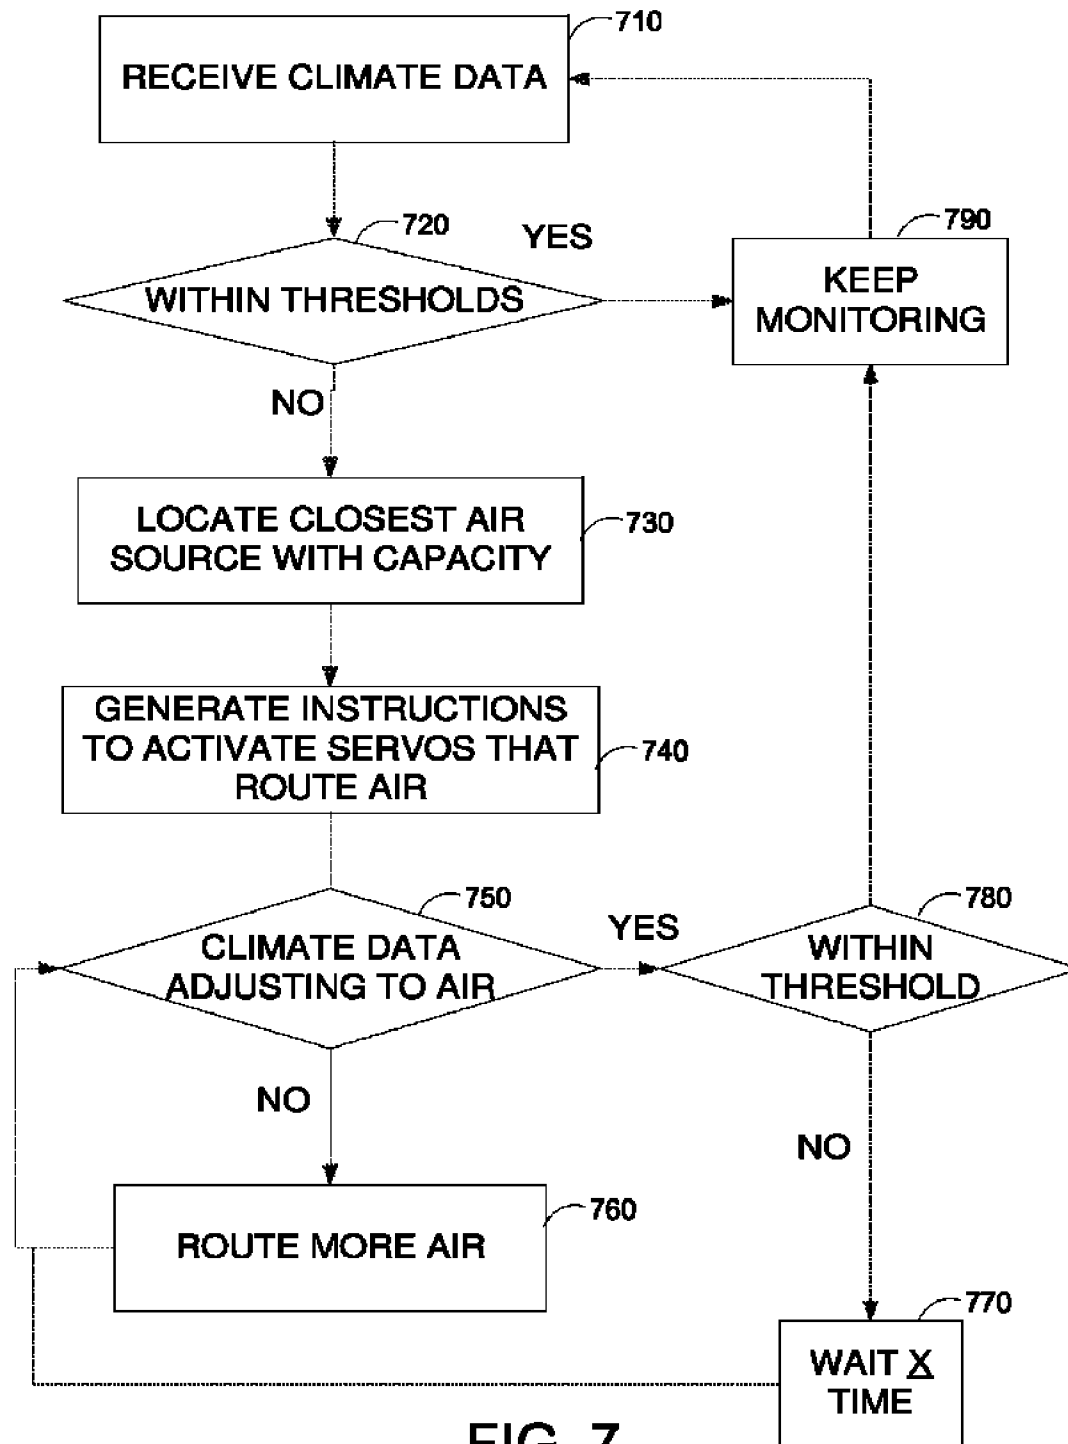 710
RECEIVE CLIMATE DATA
720
YES
790
WITHIN THRESHOLDS
KEEP
MONITORING
NO
LOCATE CLOSEST AIR
SOURCE WITH CAPACITY
730
GENERATE INSTRUCTIONS
TO ACTIVATE SERVOS THAT
ROUTE AIR
740
750
YES
780
CLIMATE DATA
ADJUSTING TO AIR
WITHIN
THRESHOLD
NO
NO
760
ROUTE MORE AIR
770
WAIT X
TIME
FIG. 7